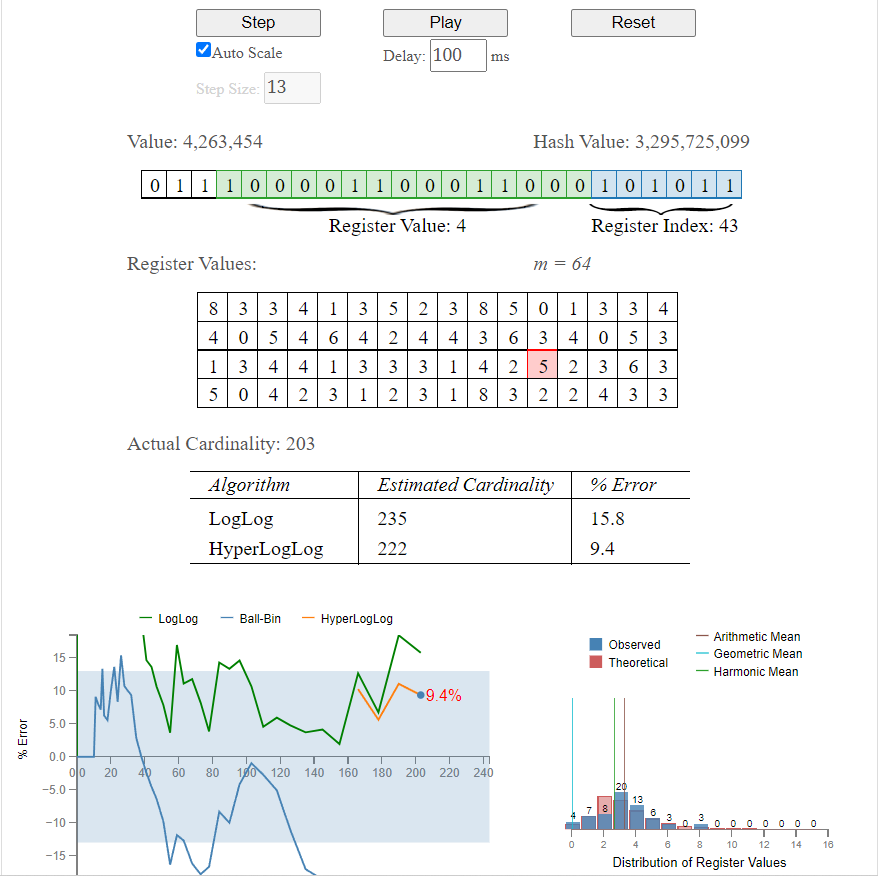 Step Play Reset
Auto Scale Delay: 100 ms
Step Size: 13
Value: 4,263,454 Hash Value: 3,295,725,099
0 1 1 1 0 0 0 0 1 1 0 0 0 1 1 0 0 0 1 0 1 0 1 1
Register Value: 4 Register Index: 43
Register Values: m = 64
8 3 3 4 1 3 5 2 3 8 5 0 1 3 3 4
4 0 5 4 6 4 2 4 4 3 6 3 4 0 5 3
1 3 4 4 1 3 3 3 1 4 2 5 2 3 6 3
5 0 4 2 3 1 2 3 1 8 3 2 2 4 3 3
Actual Cardinality: 203
Algorithm Estimated Cardinality % Error
LogLog 235 15.8
HyperLogLog 222 9.4
LogLog Ball-Bin HyperLogLog
15
10
5.0
0.0
−5.0
−10
−15
% Error
0.0 20 40 60 80 100 120 140 160 180 200 220 240
9.4%
Observed
Theoretical
Arithmetic Mean
Geometric Mean
Harmonic Mean
4 7 8 20 13 6 3 0 3 0 0 0 0 0 0 0
0 2 4 6 8 10 12 14 16
Distribution of Register Values